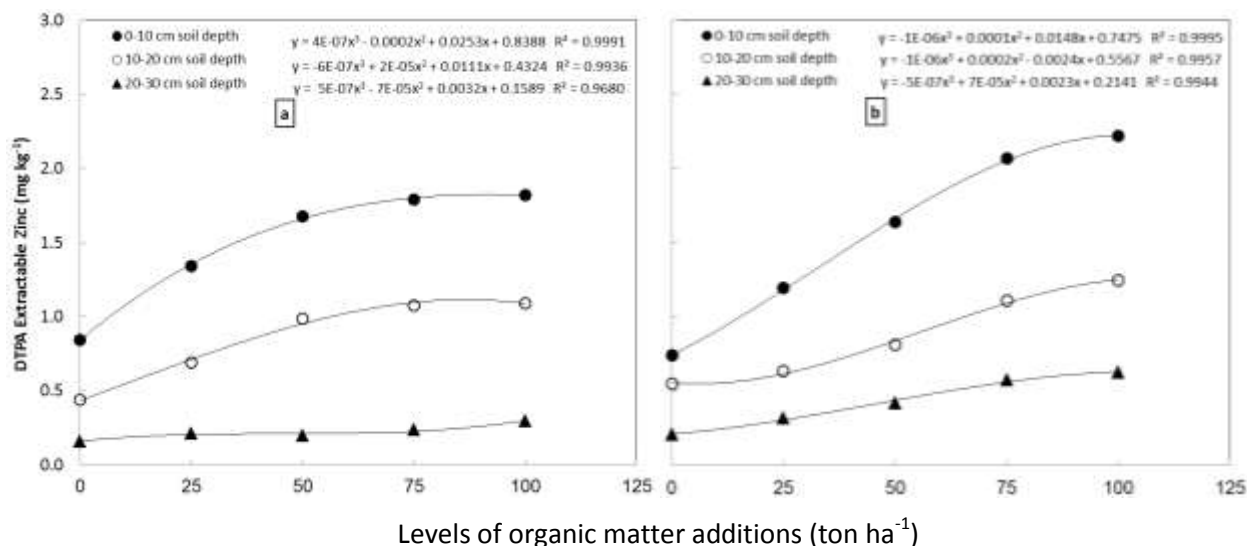 3.0
2.5
2.0
1.5
1.0
0.5
0.0
DTPA Extractable Zinc (mg kg⁻¹)
0-10 cm soil depth
10-20 cm soil depth
20-30 cm soil depth
y = 4E-07x³ - 0.0002x² + 0.0253x + 0.8388 R² = 0.9991
y = -6E-07x³ + 2E-05x² + 0.0111x + 0.4324 R² = 0.9936
y = 5E-07x³ - 7E-05x² + 0.0032x + 0.1589 R² = 0.9680
a
0 25 50 75 100 125
0-10 cm soil depth
10-20 cm soil depth
20-30 cm soil depth
y = -1E-06x³ + 0.0001x² + 0.0148x + 0.7475 R² = 0.9995
y = -1E-06x³ + 0.0002x² - 0.0024x + 0.5567 R² = 0.9957
y = -5E-07x³ + 7E-05x² + 0.0023x + 0.2141 R² = 0.9944
b
0 25 50 75 100 125
Levels of organic matter additions (ton ha⁻¹)